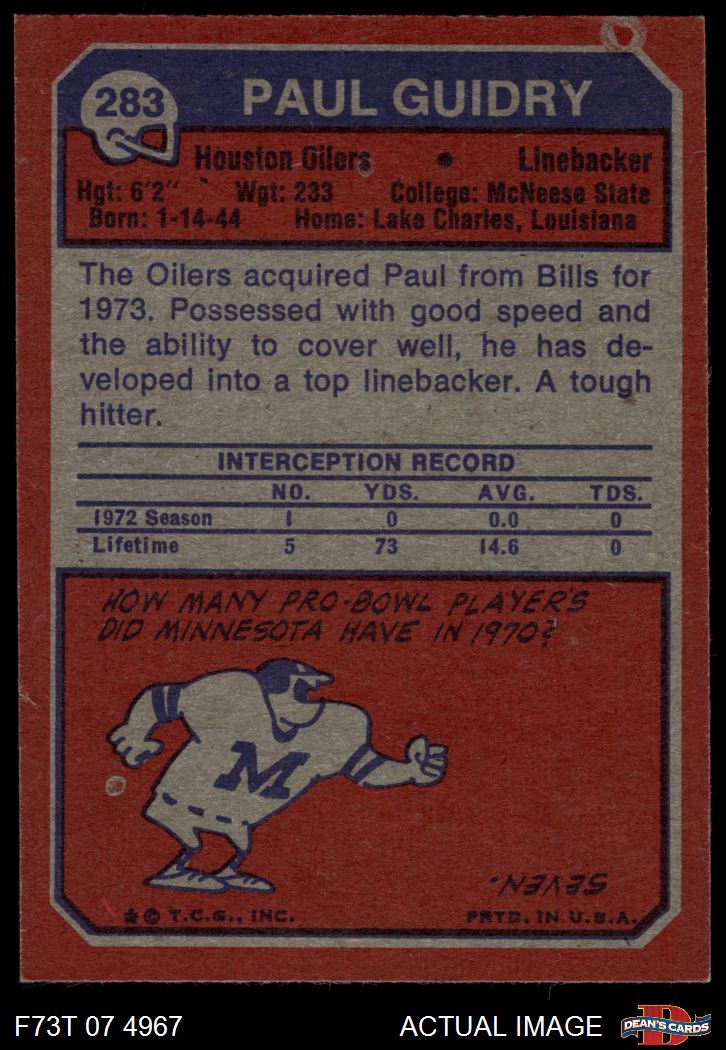 283
PAUL GUIDRY
Houston Oilers • Linebacker
Hgt: 6'2" Wgt: 233 College: McNeese State
Born: 1-14-44 Home: Lake Charles, Louisiana
The Oilers acquired Paul from Bills for
1973. Possessed with good speed and
the ability to cover well, he has de-
veloped into a top linebacker. A tough
hitter.
INTERCEPTION RECORD
NO. YDS. AVG. TDS.
1972 Season 1 0 0.0 0
Lifetime 5 73 14.6 0
HOW MANY PRO-BOWL PLAYERS
DID MINNESOTA HAVE IN 1970?
M
SEVEN.
★ © T.C.G., INC. PRTD. IN U.S.A.
F73T 07 4967 ACTUAL IMAGE
D
DEAN'S CARDS